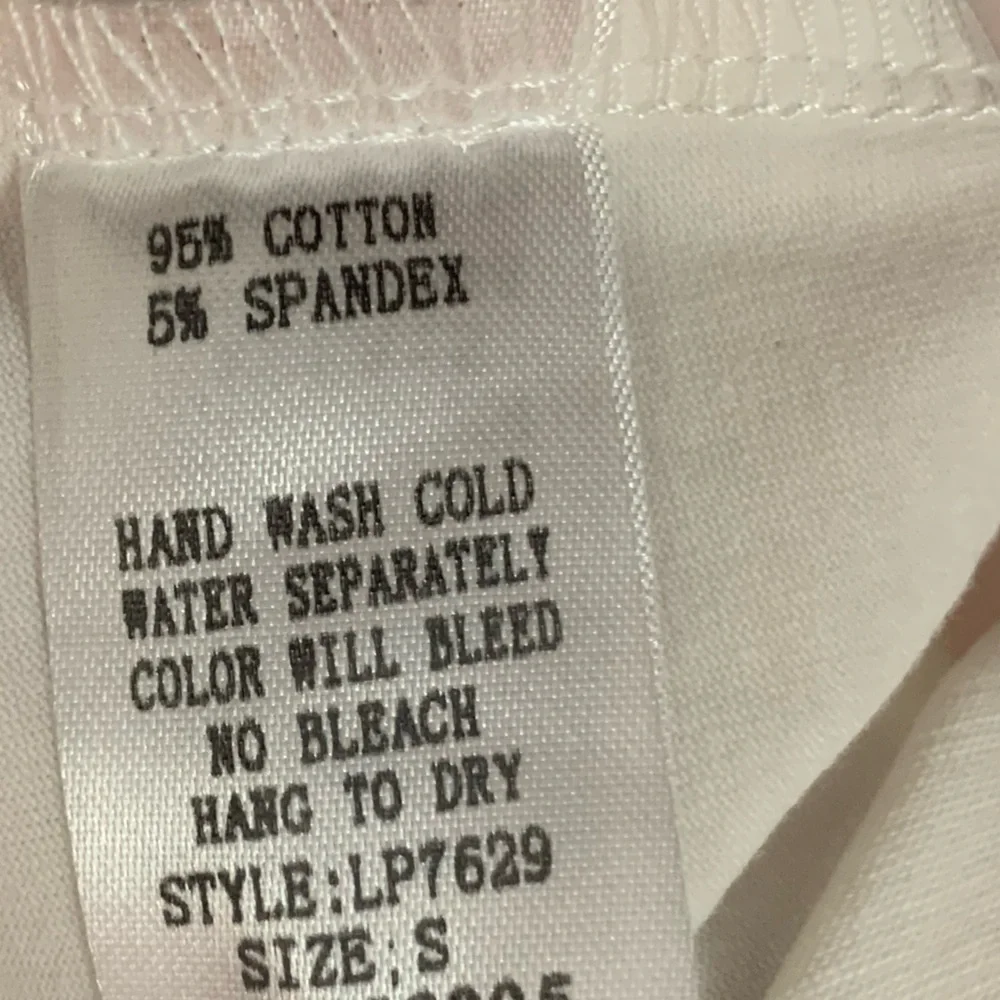 95% COTTON
5% SPANDEX
HAND WASH COLD
WATER SEPARATELY
COLOR WILL BLEED
NO BLEACH
HANG TO DRY
STYLE:LP7629
SIZE:S